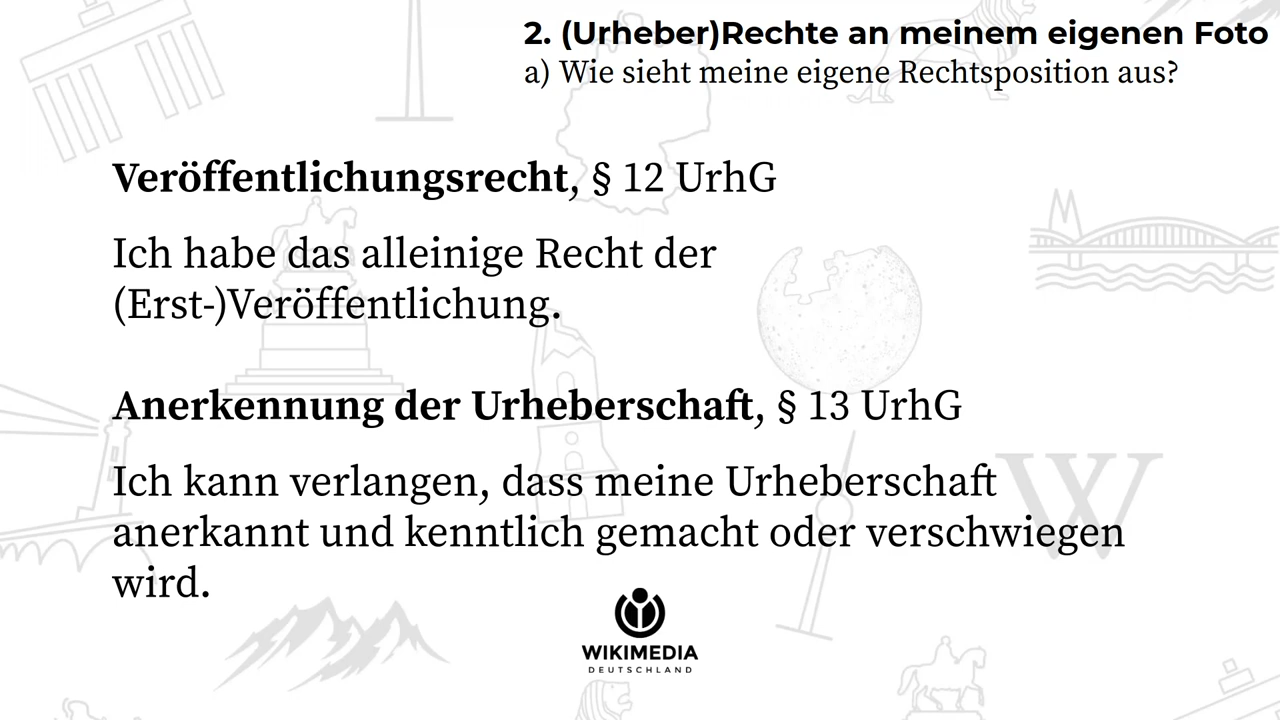 2. (Urheber)Rechte an meinem eigenen Foto
a) Wie sieht meine eigene Rechtsposition aus?
Veröffentlichungsrecht, § 12 UrhG
Ich habe das alleinige Recht der
(Erst-)Veröffentlichung.
Anerkennung der Urheberschaft, § 13 UrhG
Ich kann verlangen, dass meine Urheberschaft
anerkannt und kenntlich gemacht oder verschwiegen
wird.
W
WIKIMEDIA
DEUTSCHLAND